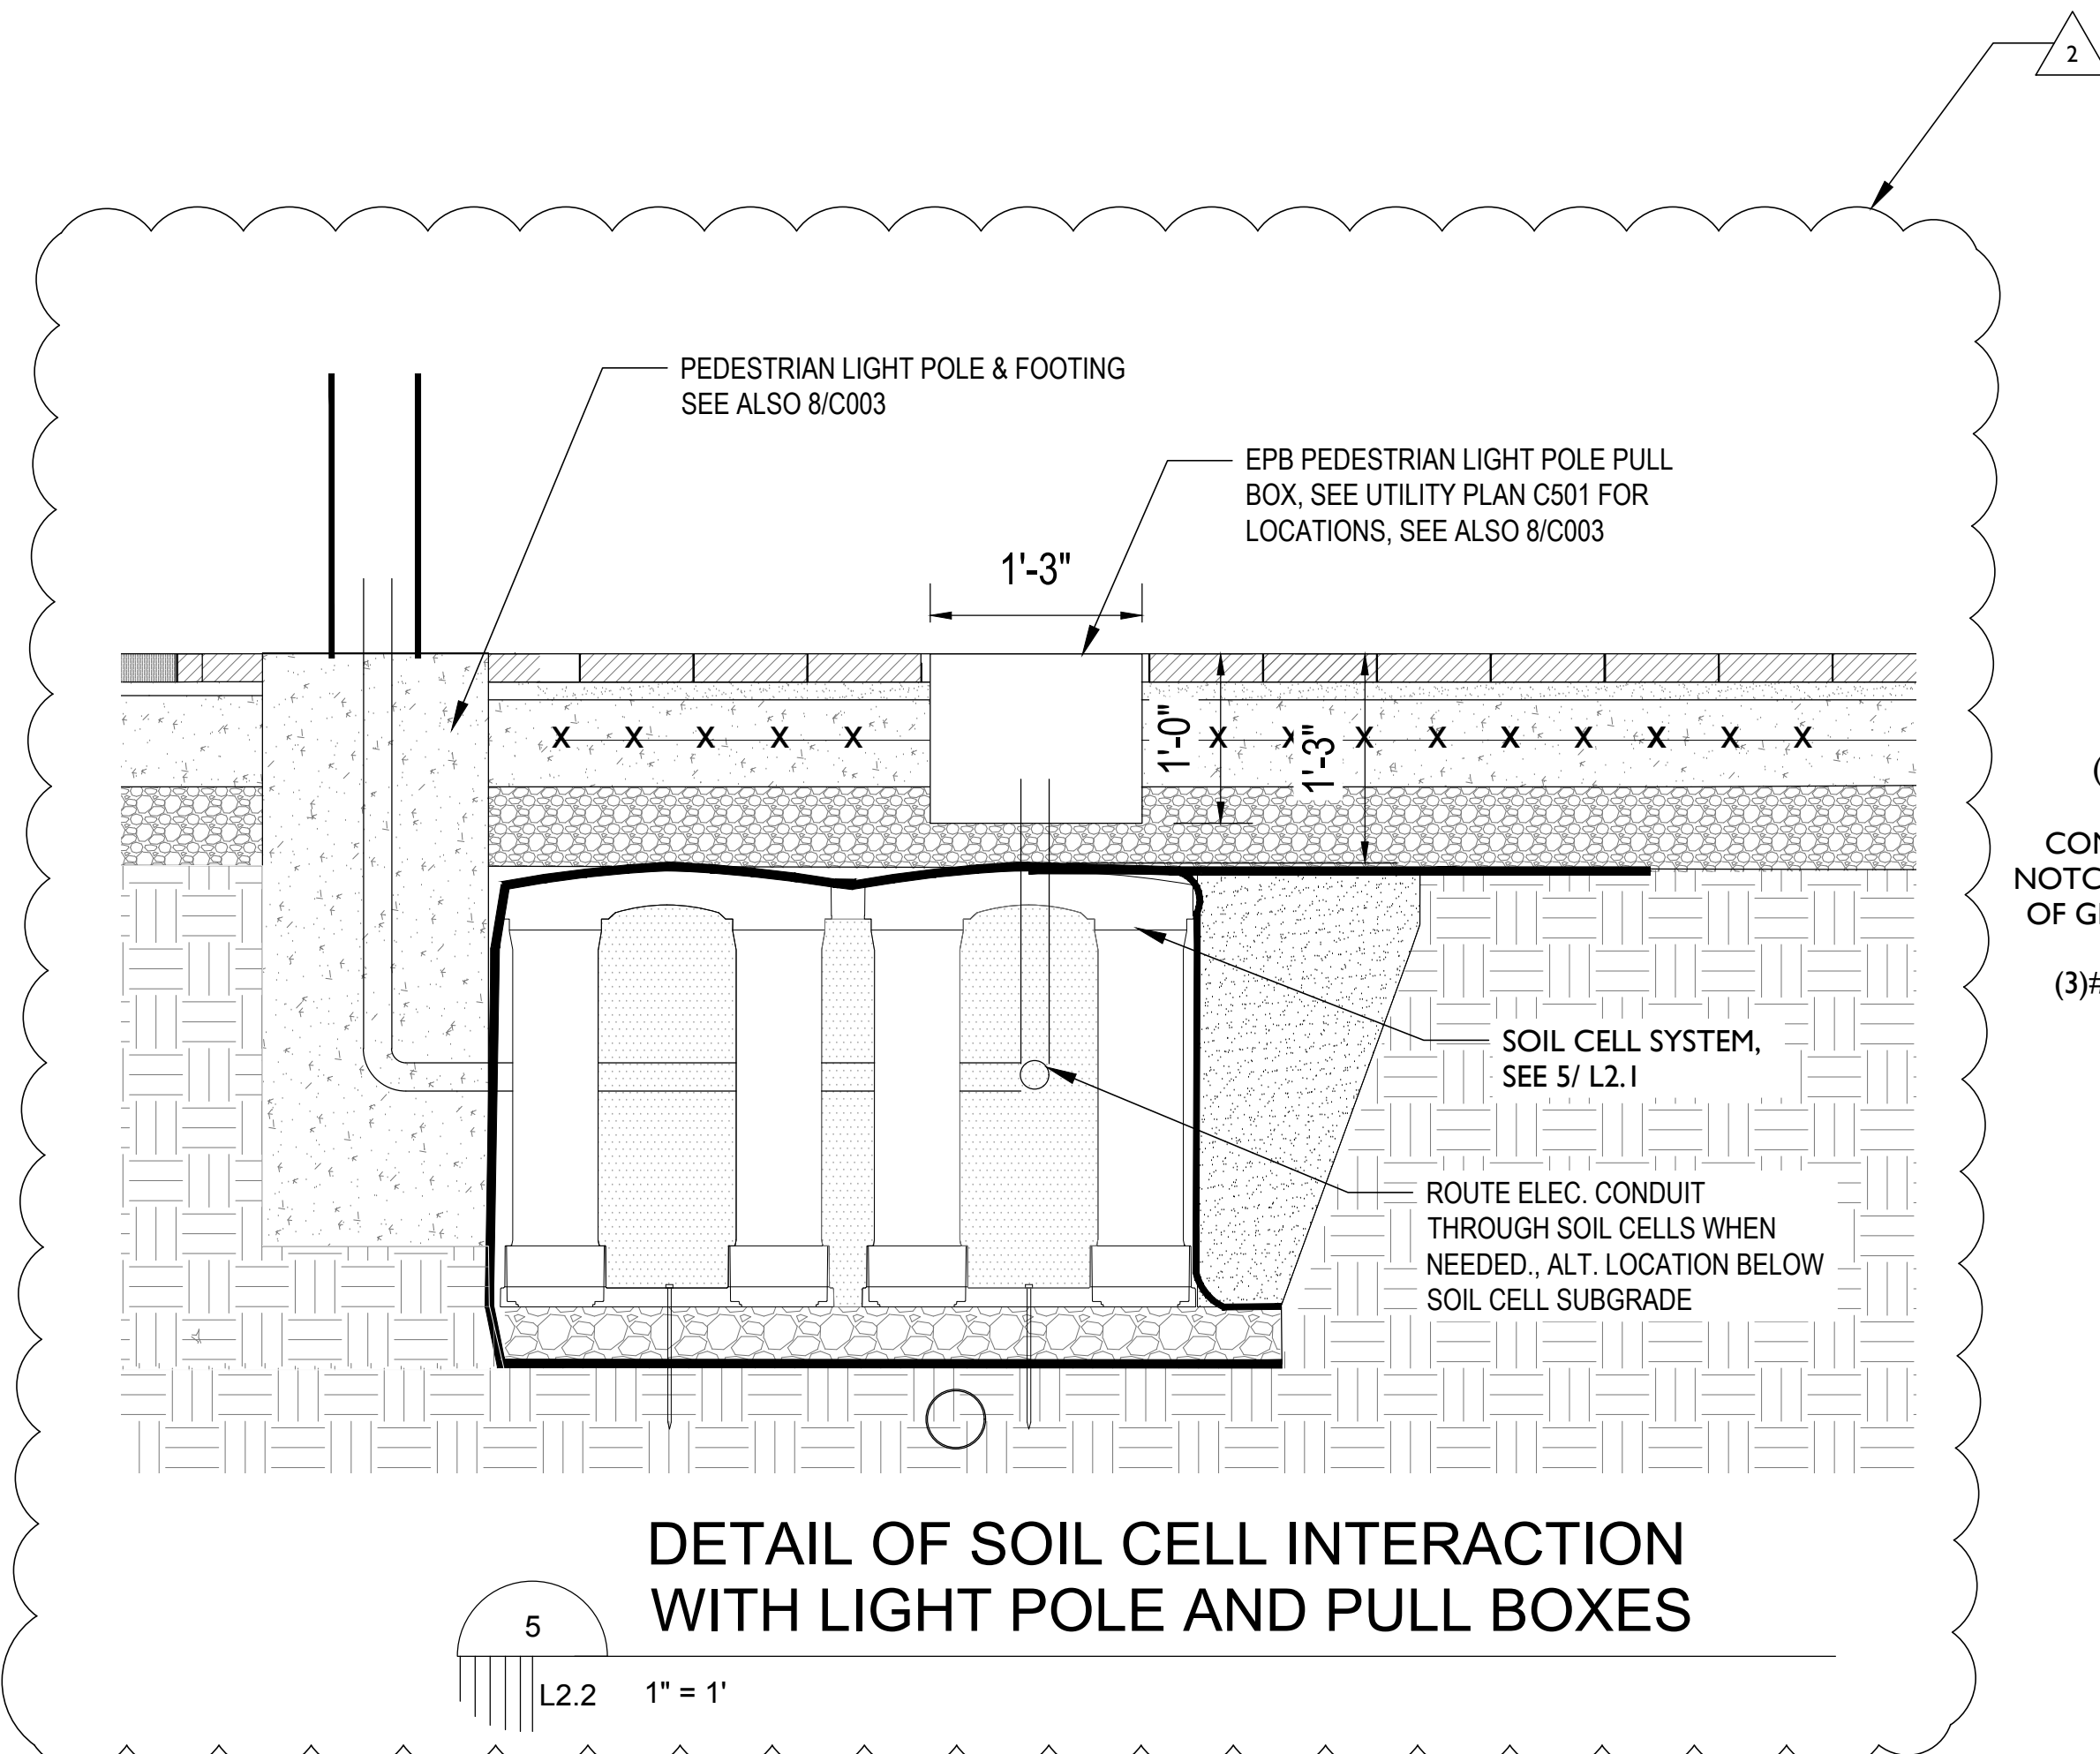 2
PEDESTRIAN LIGHT POLE & FOOTING
SEE ALSO 8/C003
EPB PEDESTRIAN LIGHT POLE PULL
BOX, SEE UTILITY PLAN C501 FOR
LOCATIONS, SEE ALSO 8/C003
1'-3"
1'-0"
1'-3"
X X X X X X X X X X X X X X
SOIL CELL SYSTEM,
SEE 5/ L2.1
ROUTE ELEC. CONDUIT
THROUGH SOIL CELLS WHEN
NEEDED., ALT. LOCATION BELOW
SOIL CELL SUBGRADE
(
NOTC
OF G
(3)#
DETAIL OF SOIL CELL INTERACTION
WITH LIGHT POLE AND PULL BOXES
5
L2.2
1" = 1'